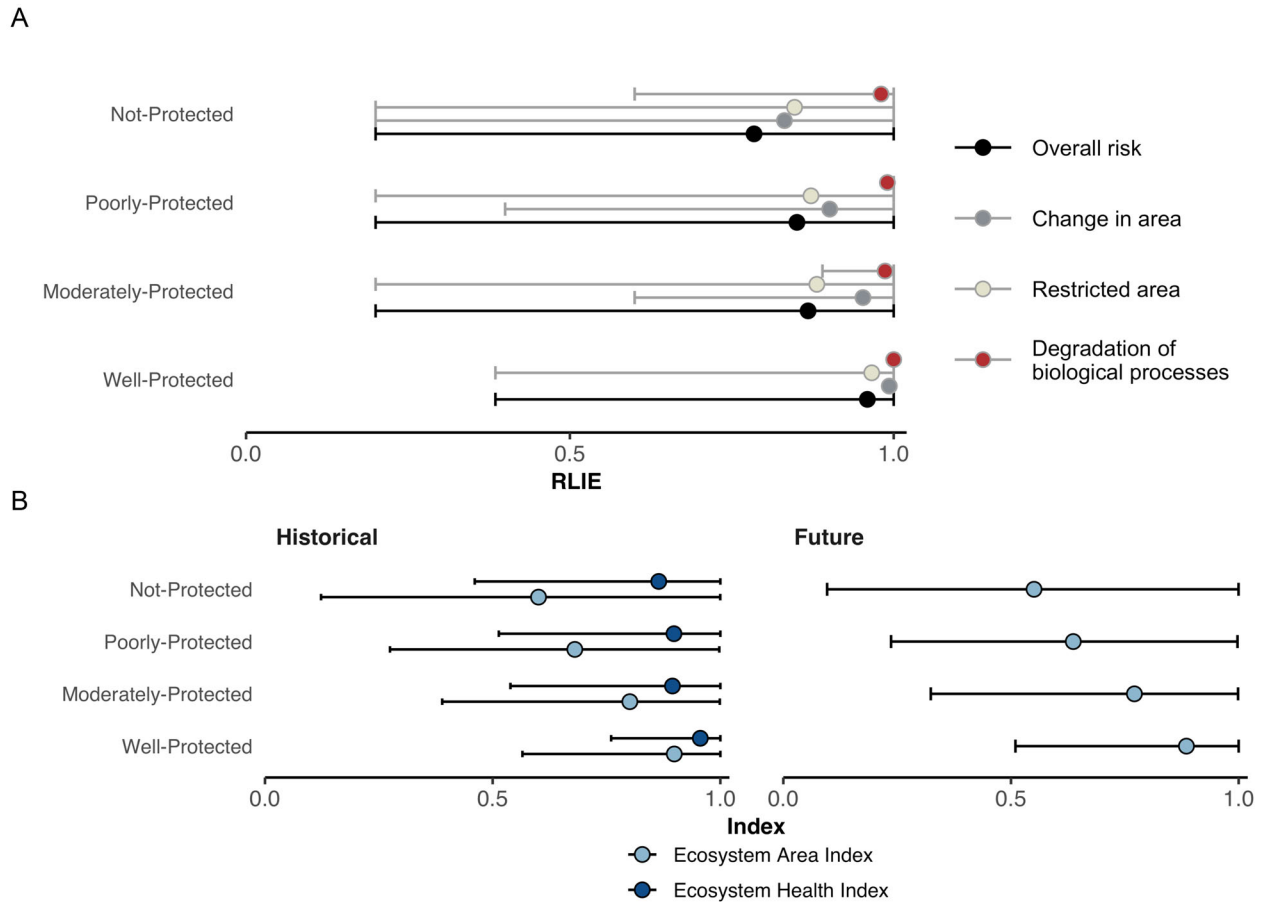 A
Not-Protected
Poorly-Protected
Moderately-Protected
Well-Protected
0.0
0.5
1.0
RLIE
Overall risk
Change in area
Restricted area
Degradation of
biological processes
B
Historical
Future
Not-Protected
Poorly-Protected
Moderately-Protected
Well-Protected
0.0
0.5
1.0
0.0
0.5
1.0
Index
Ecosystem Area Index
Ecosystem Health Index